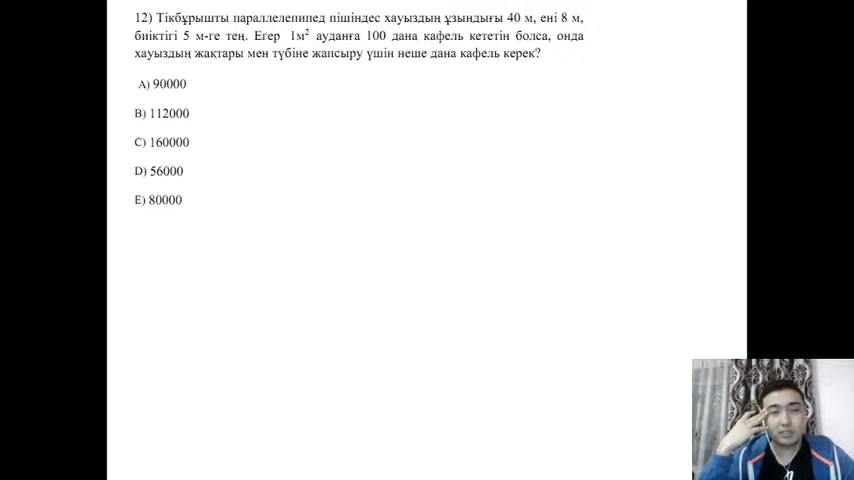 12) Тікбұрышты параллелепипед пішіндес хауыздың ұзындығы 40 м, ені 8 м,
биіктігі 5 м-ге тең. Егер 1м² ауданға 100 дана кафель кететін болса, онда
хауыздың жақтары мен түбіне жапсыру үшін неше дана кафель керек?
A) 90000
B) 112000
C) 160000
D) 56000
E) 80000